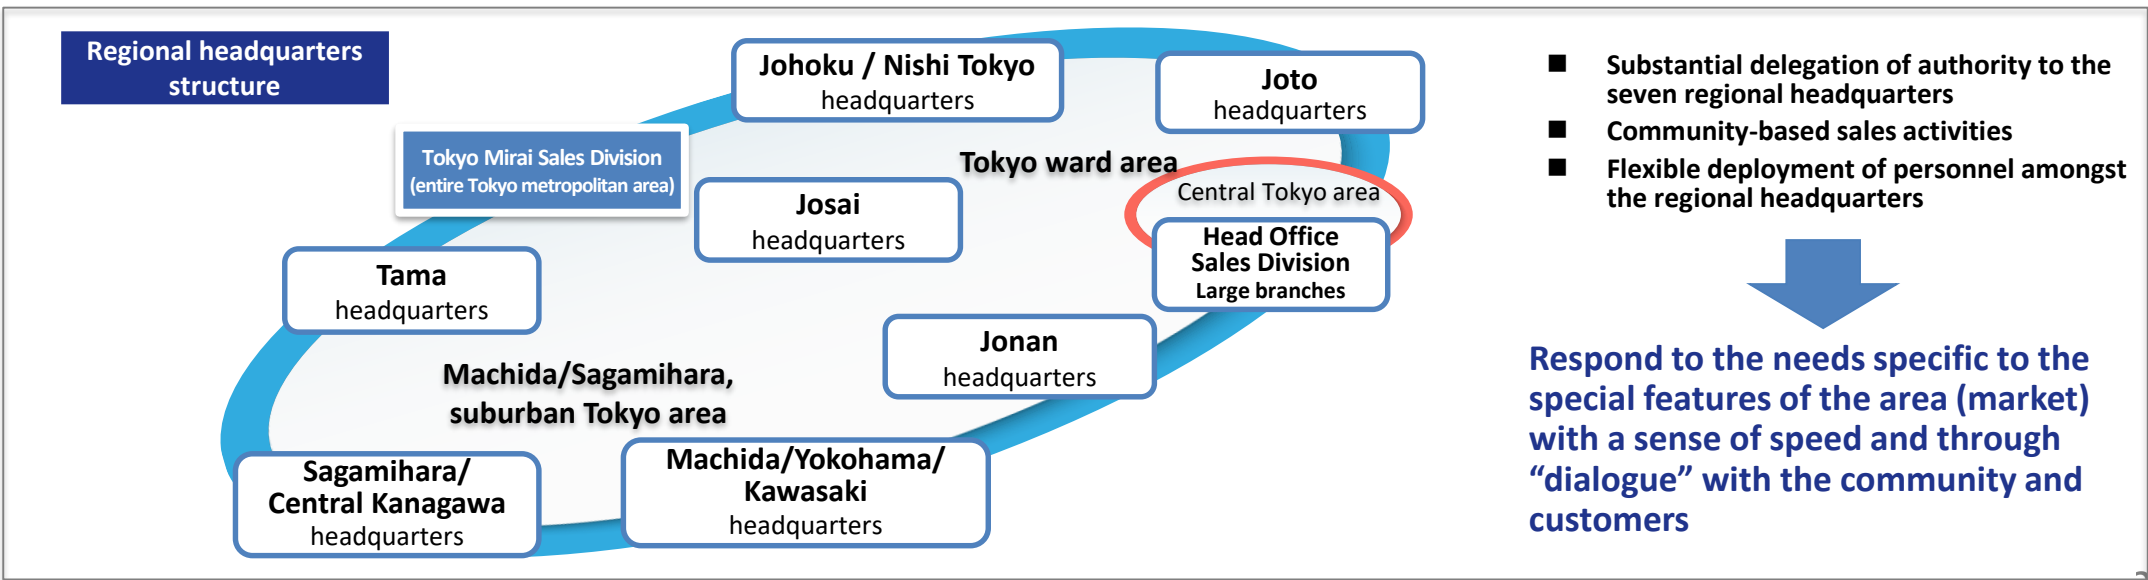 Regional headquarters
structure
Johoku / Nishi Tokyo
headquarters
Joto
headquarters
Tokyo Mirai Sales Division
(entire Tokyo metropolitan area)
Tokyo ward area
Central Tokyo area
Josai
headquarters
Head Office
Sales Division
Large branches
Tama
headquarters
Jonan
headquarters
Machida/Sagamihara,
suburban Tokyo area
Sagamihara/
Central Kanagawa
headquarters
Machida/Yokohama/
Kawasaki
headquarters
■ Substantial delegation of authority to the
seven regional headquarters
■ Community-based sales activities
■ Flexible deployment of personnel amongst
the regional headquarters
Respond to the needs specific to the
special features of the area (market)
with a sense of speed and through
“dialogue” with the community and
customers